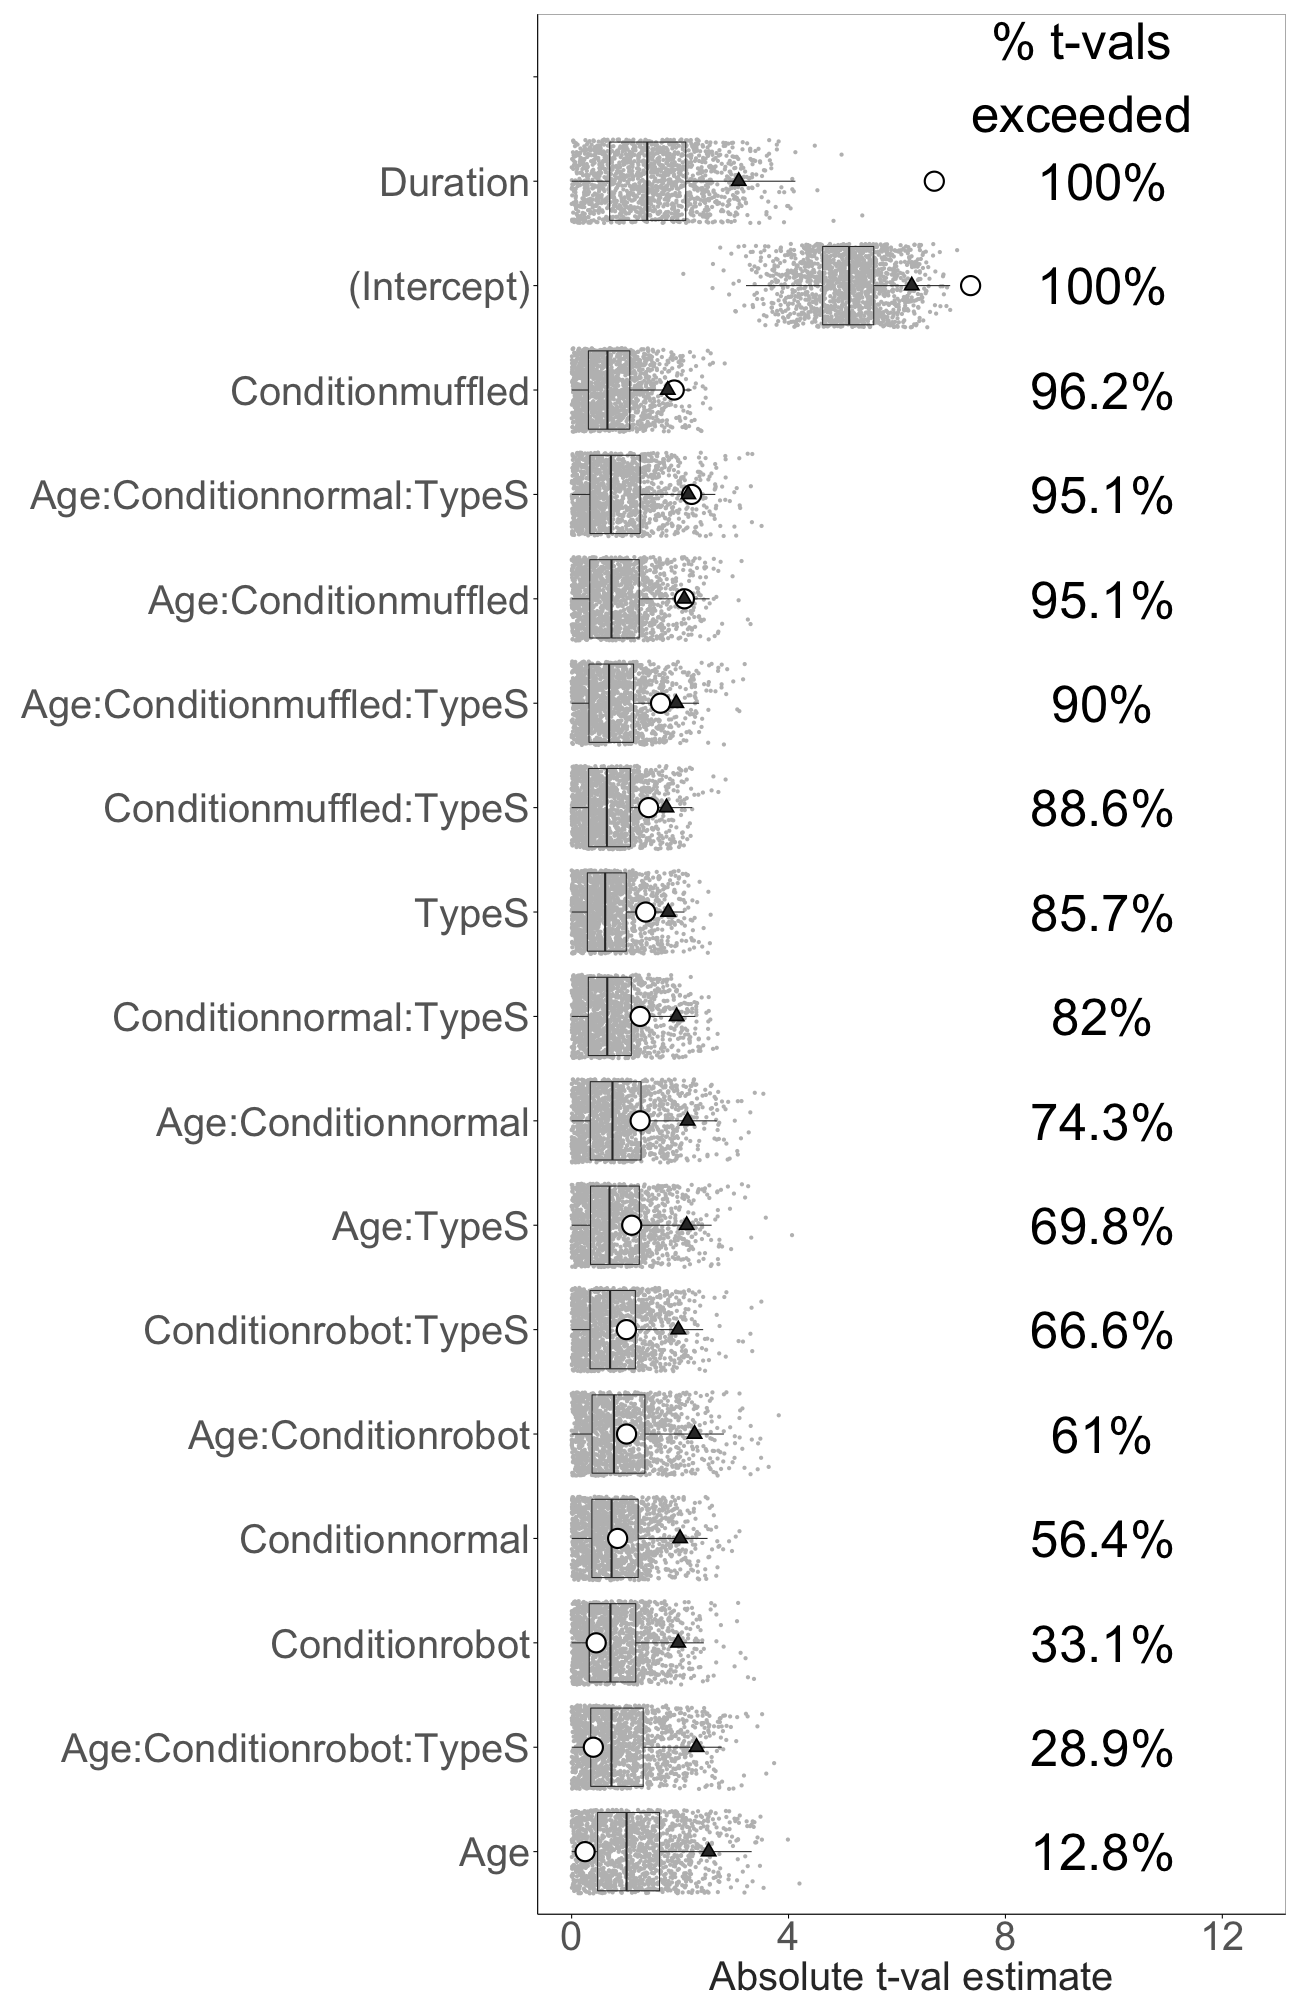 % t-vals
exceeded
Duration 100%
(Intercept) 100%
Conditionmuffled 96.2%
Age:Conditionnormal:TypeS 95.1%
Age:Conditionmuffled 95.1%
Age:Conditionmuffled:TypeS 90%
Conditionmuffled:TypeS 88.6%
TypeS 85.7%
Conditionnormal:TypeS 82%
Age:Conditionnormal 74.3%
Age:TypeS 69.8%
Conditionrobot:TypeS 66.6%
Age:Conditionrobot 61%
Conditionnormal 56.4%
Conditionrobot 33.1%
Age:Conditionrobot:TypeS 28.9%
Age 12.8%
0 4 8 12
Absolute t-val estimate